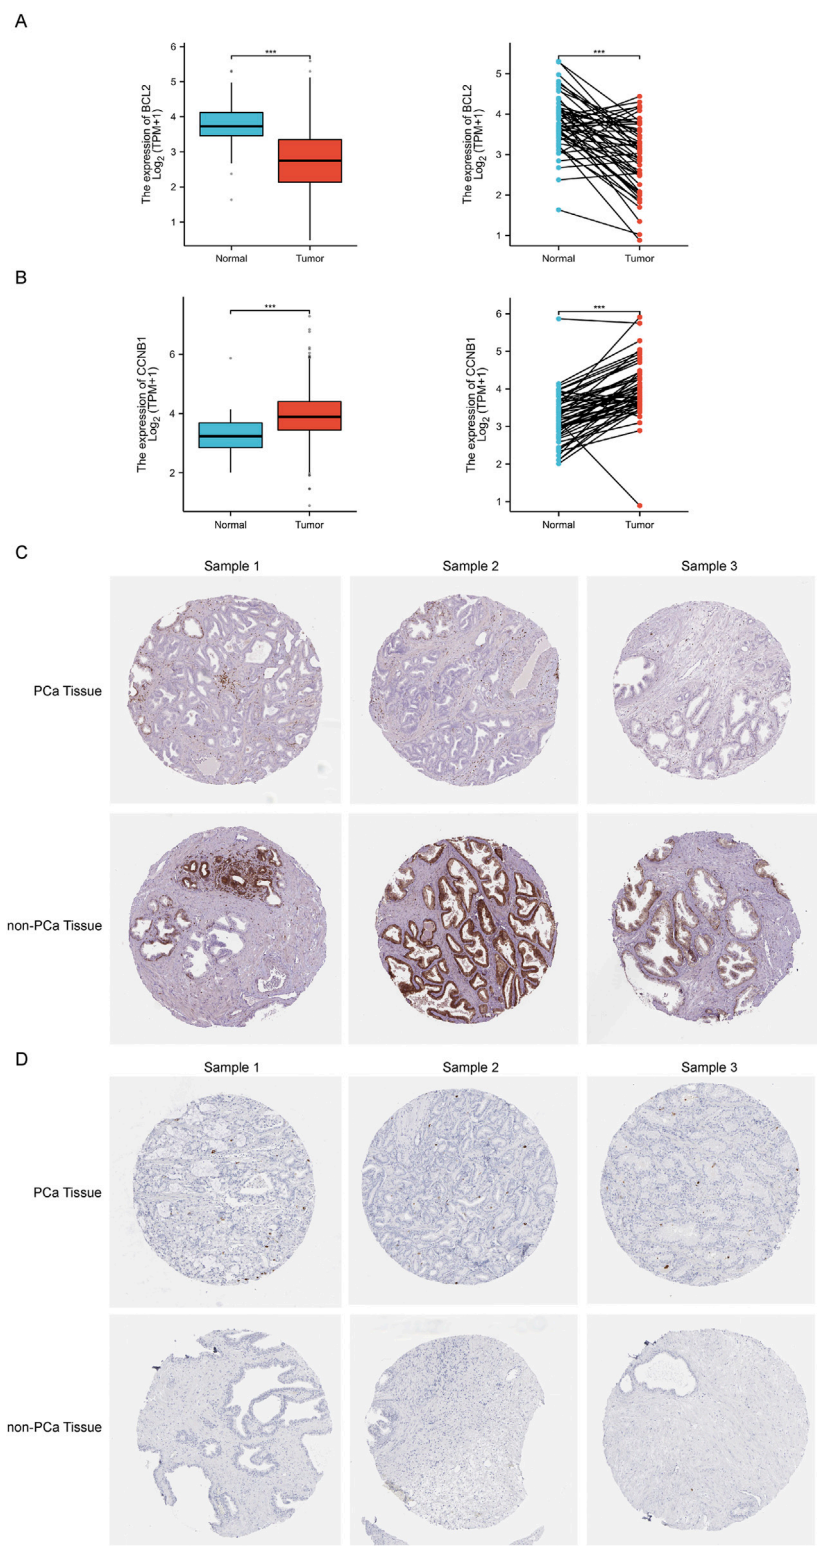 A
The expression of BCL2
Log2 (TPM+1)
6
5
4
3
2
1
***
Normal
Tumor
The expression of BCL2
Log2 (TPM+1)
5
4
3
2
1
***
Normal
Tumor
B
The expression of CCNB1
Log2 (TPM+1)
6
4
2
***
Normal
Tumor
The expression of CCNB1
Log2 (TPM+1)
6
5
4
3
2
1
***
Normal
Tumor
C
Sample 1
Sample 2
Sample 3
PCa Tissue
non-PCa Tissue
D
Sample 1
Sample 2
Sample 3
PCa Tissue
non-PCa Tissue